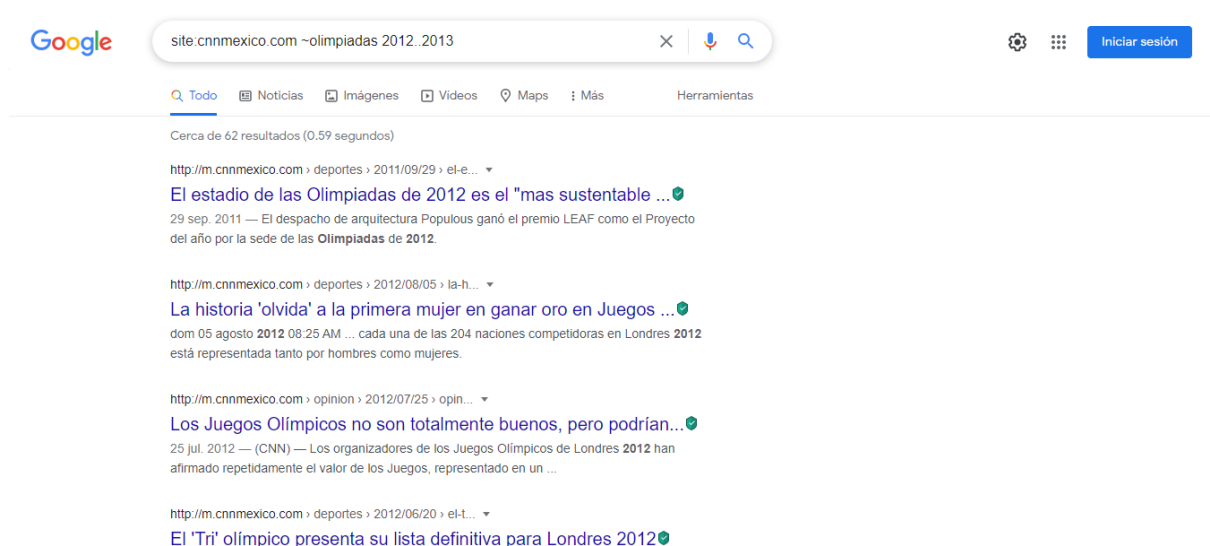 Google
site:cnnmexico.com ~olimpiadas 2012..2013
Iniciar sesión
Todo Noticias Imágenes Videos Maps Más Herramientas
Cerca de 62 resultados (0.59 segundos)
http://m.cnnmexico.com › deportes › 2011/09/29 › el-e...
El estadio de las Olimpiadas de 2012 es el "mas sustentable ...
29 sep. 2011 — El despacho de arquitectura Populous ganó el premio LEAF como el Proyecto
del año por la sede de las Olimpiadas de 2012.
http://m.cnnmexico.com › deportes › 2012/08/05 › la-h...
La historia 'olvida' a la primera mujer en ganar oro en Juegos ...
dom 05 agosto 2012 08:25 AM ... cada una de las 204 naciones competidoras en Londres 2012
está representada tanto por hombres como mujeres.
http://m.cnnmexico.com › opinion › 2012/07/25 › opin...
Los Juegos Olímpicos no son totalmente buenos, pero podrían...
25 jul. 2012 — (CNN) — Los organizadores de los Juegos Olímpicos de Londres 2012 han
afirmado repetidamente el valor de los Juegos, representado en un ...
http://m.cnnmexico.com › deportes › 2012/06/20 › el-t...
El 'Tri' olímpico presenta su lista definitiva para Londres 2012